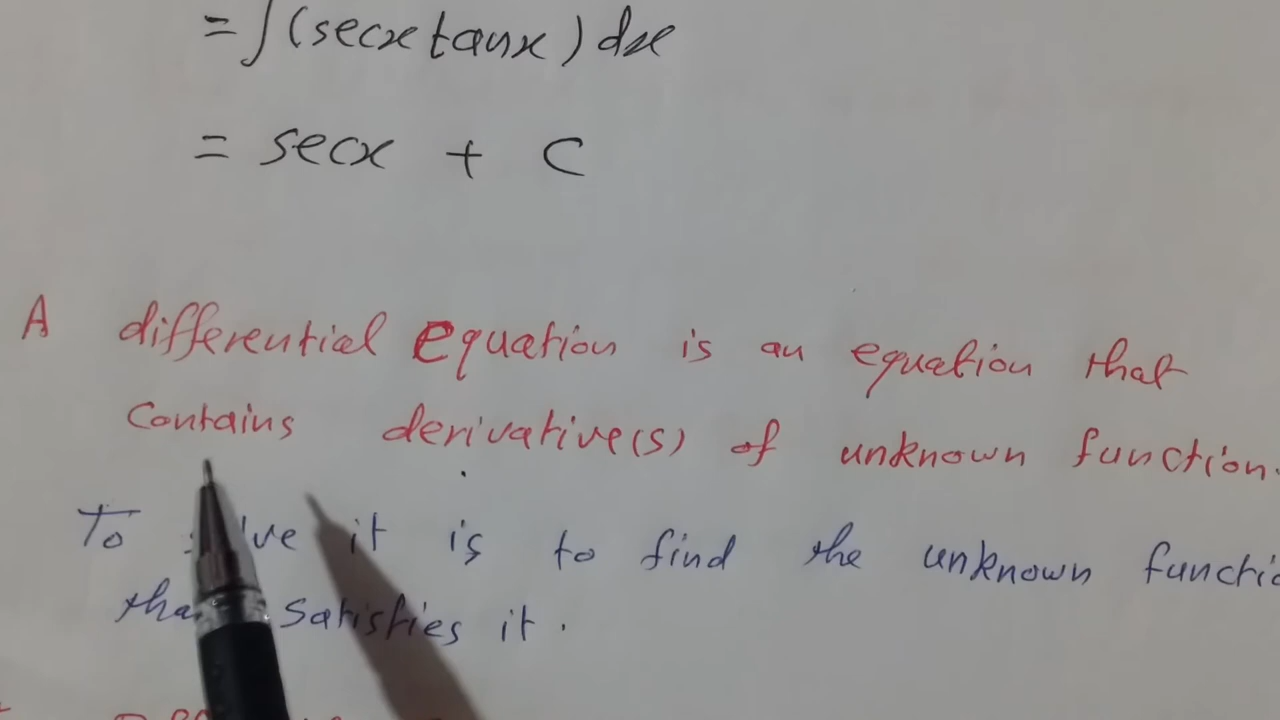 = ∫(secx tanx) dx
= secx + C
A differential Equation is an equation that
Contains derivative(s) of unknown function.
To it is to find the unknown
satisfies it.